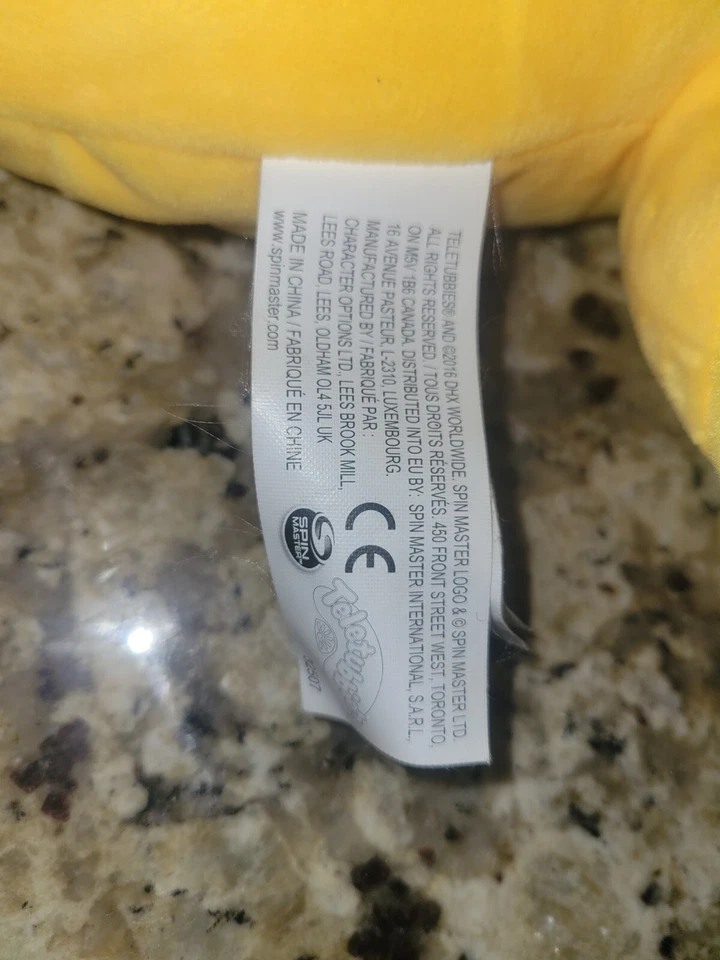 TELETUBBIES® AND ©2016 DHX WORLDWIDE. SPIN MASTER LOGO & © SPIN MASTER LTD.
ALL RIGHTS RESERVED. / TOUS DROITS RÉSERVÉS. 450 FRONT STREET WEST, TORONTO,
ON M5V 1B6 CANADA. DISTRIBUTED INTO EU BY: SPIN MASTER INTERNATIONAL, S.A.R.L.,
16 AVENUE PASTEUR, L-2310, LUXEMBOURG.
MANUFACTURED BY / FABRIQUÉ PAR :
CHARACTER OPTIONS LTD., LEES BROOK MILL,
LEES ROAD, LEES, OLDHAM OL4 5JL UK
MADE IN CHINA / FABRIQUÉ EN CHINE
www.spinmaster.com
CE
SPIN
MASTER